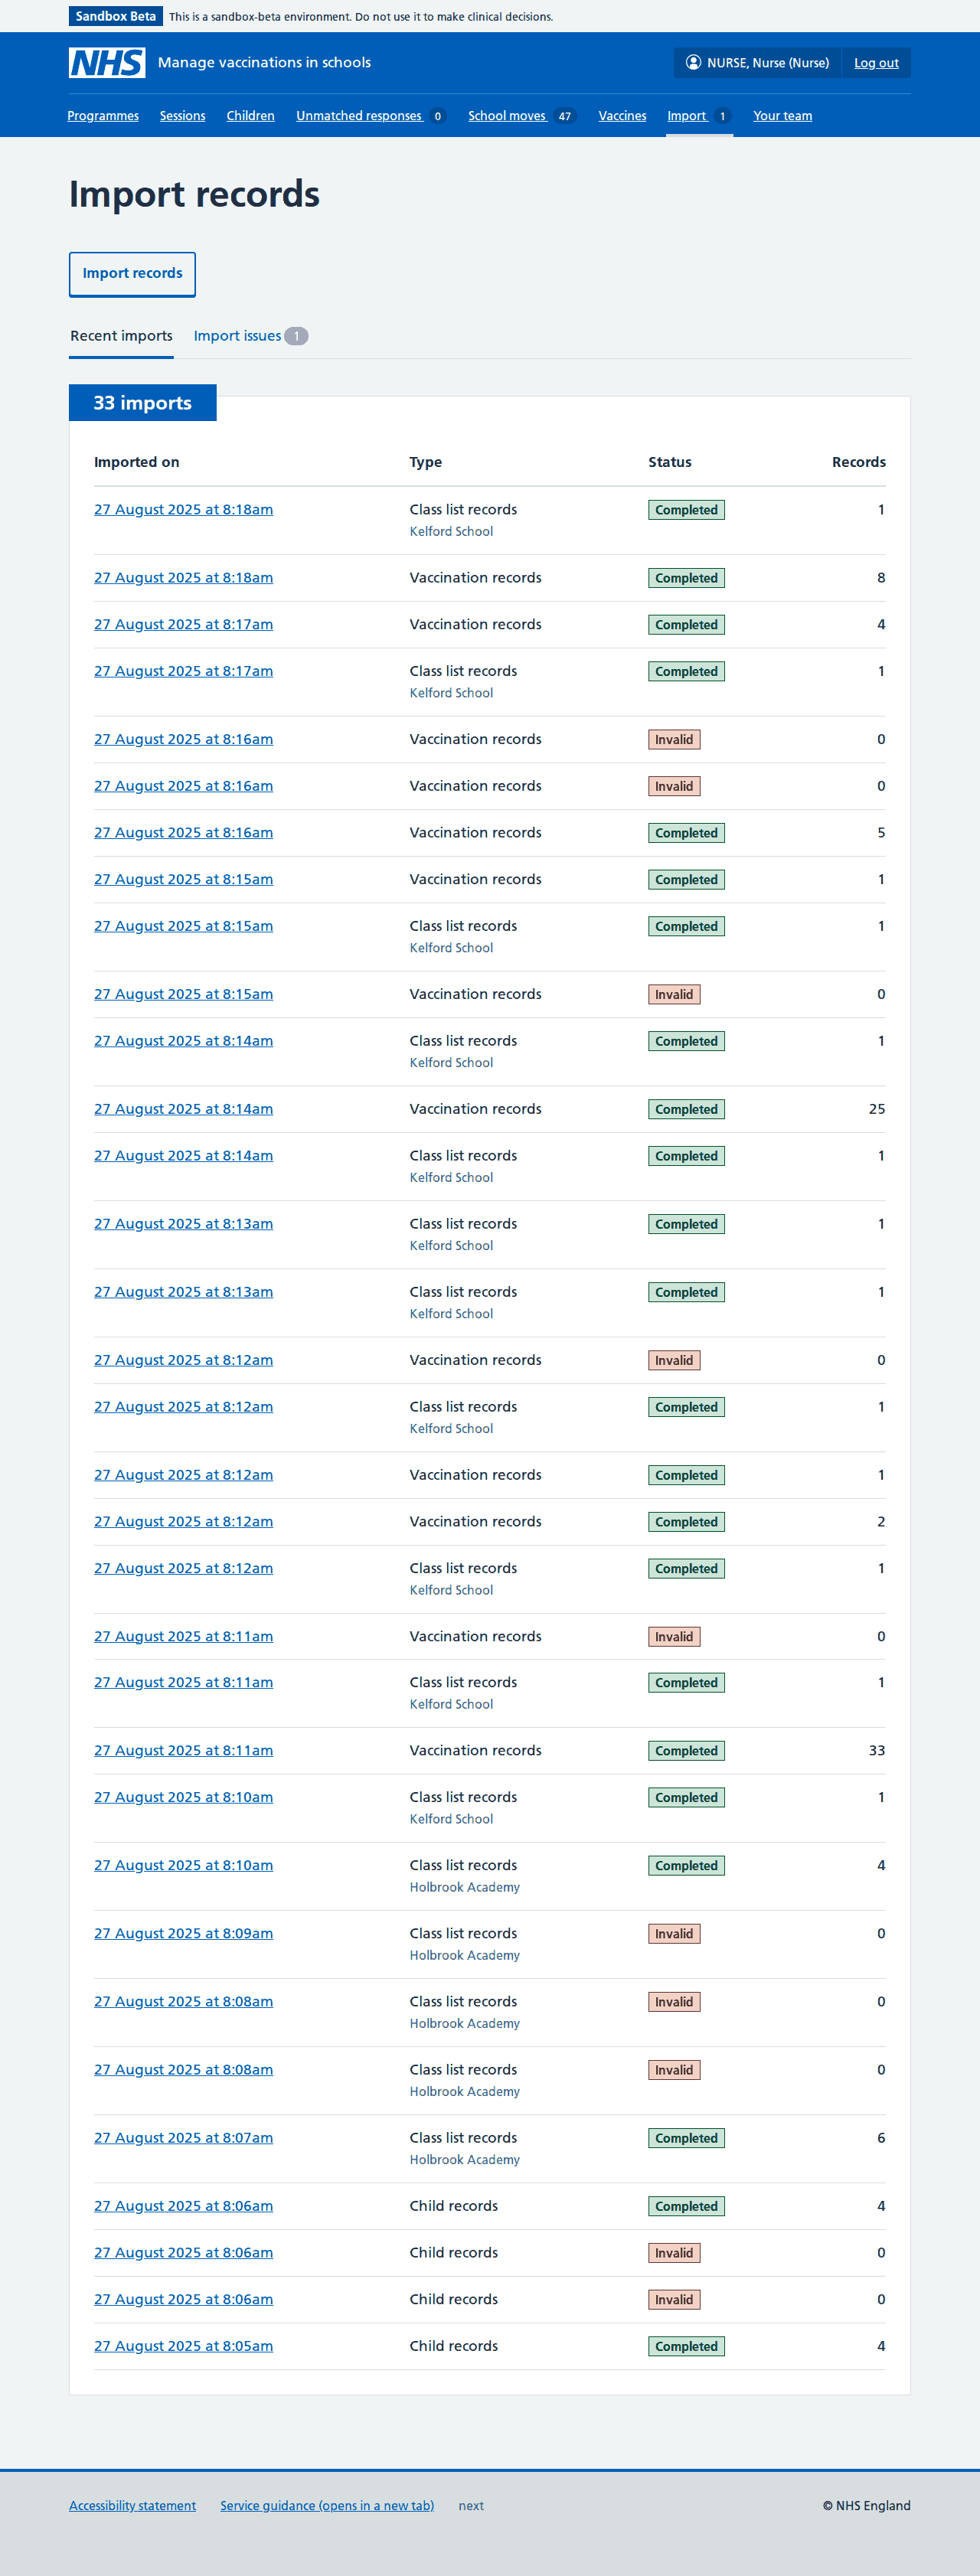 Sandbox Beta This is a sandbox-beta environment. Do not use it to make clinical decisions.
NHS Manage vaccinations in schools NURSE, Nurse (Nurse) Log out
Programmes Sessions Children Unmatched responses 0 School moves 47 Vaccines Import 1 Your team
Import records
Import records
Recent imports Import issues 1
33 imports
Imported on Type Status Records
27 August 2025 at 8:18am Class list records Completed 1
Kelford School
27 August 2025 at 8:18am Vaccination records Completed 8
27 August 2025 at 8:17am Vaccination records Completed 4
27 August 2025 at 8:17am Class list records Completed 1
Kelford School
27 August 2025 at 8:16am Vaccination records Invalid 0
27 August 2025 at 8:16am Vaccination records Invalid 0
27 August 2025 at 8:16am Vaccination records Completed 5
27 August 2025 at 8:15am Vaccination records Completed 1
27 August 2025 at 8:15am Class list records Completed 1
Kelford School
27 August 2025 at 8:15am Vaccination records Invalid 0
27 August 2025 at 8:14am Class list records Completed 1
Kelford School
27 August 2025 at 8:14am Vaccination records Completed 25
27 August 2025 at 8:14am Class list records Completed 1
Kelford School
27 August 2025 at 8:13am Class list records Completed 1
Kelford School
27 August 2025 at 8:13am Class list records Completed 1
Kelford School
27 August 2025 at 8:12am Vaccination records Invalid 0
27 August 2025 at 8:12am Class list records Completed 1
Kelford School
27 August 2025 at 8:12am Vaccination records Completed 1
27 August 2025 at 8:12am Vaccination records Completed 2
27 August 2025 at 8:12am Class list records Completed 1
Kelford School
27 August 2025 at 8:11am Vaccination records Invalid 0
27 August 2025 at 8:11am Class list records Completed 1
Kelford School
27 August 2025 at 8:11am Vaccination records Completed 33
27 August 2025 at 8:10am Class list records Completed 1
Kelford School
27 August 2025 at 8:10am Class list records Completed 4
Holbrook Academy
27 August 2025 at 8:09am Class list records Invalid 0
Holbrook Academy
27 August 2025 at 8:08am Class list records Invalid 0
Holbrook Academy
27 August 2025 at 8:08am Class list records Invalid 0
Holbrook Academy
27 August 2025 at 8:07am Class list records Completed 6
Holbrook Academy
27 August 2025 at 8:06am Child records Completed 4
27 August 2025 at 8:06am Child records Invalid 0
27 August 2025 at 8:06am Child records Invalid 0
27 August 2025 at 8:05am Child records Completed 4
Accessibility statement Service guidance (opens in a new tab) next © NHS England